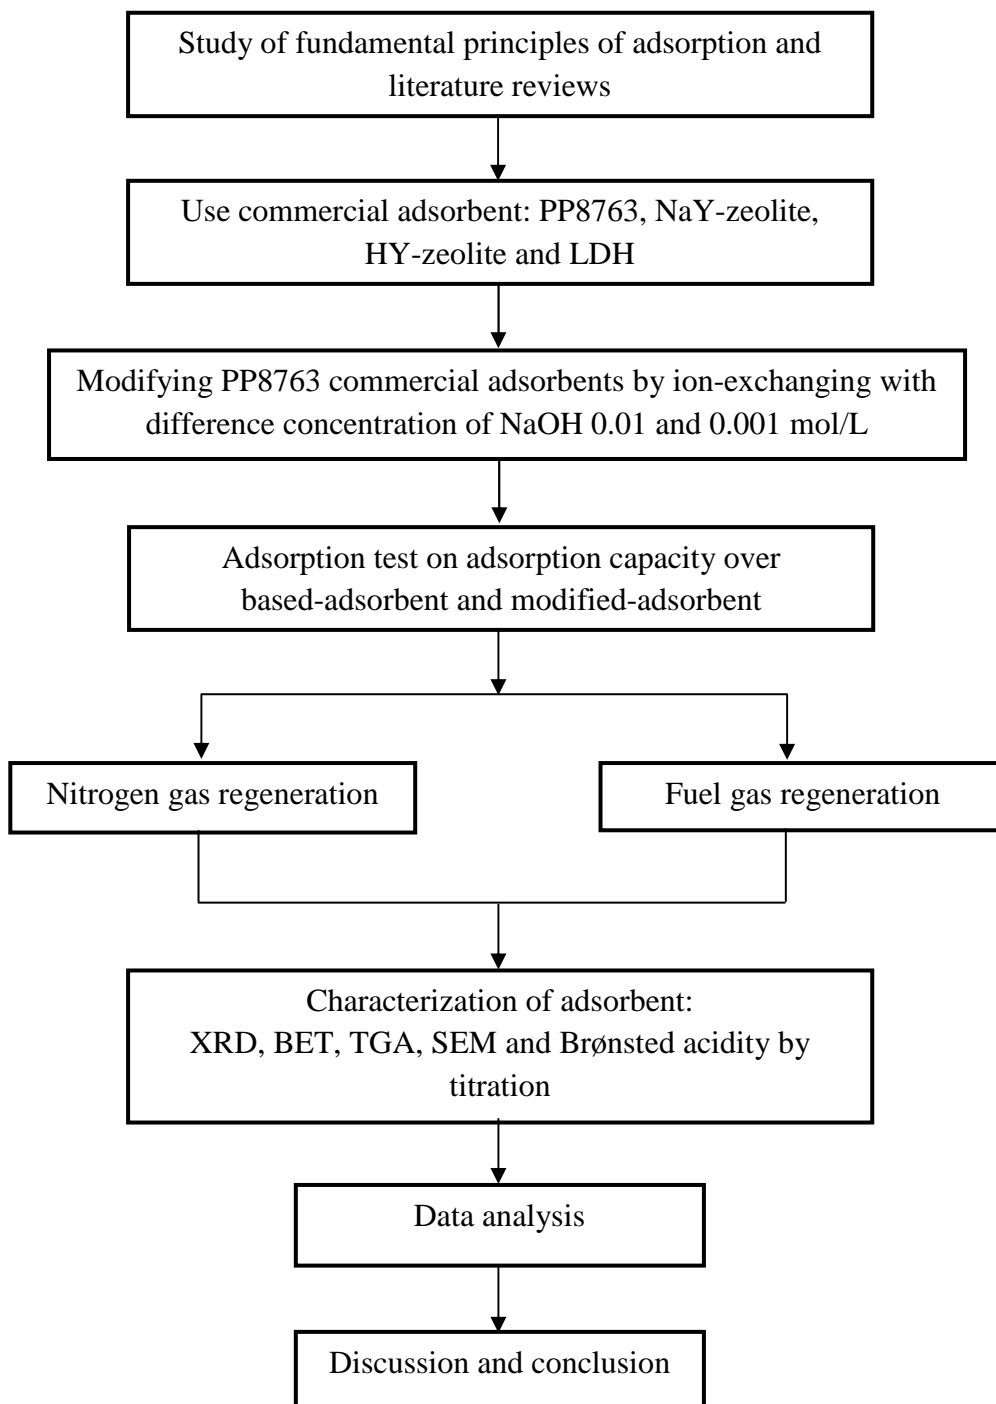 Study of fundamental principles of adsorption and
literature reviews
Use commercial adsorbent: PP8763, NaY-zeolite,
HY-zeolite and LDH
Modifying PP8763 commercial adsorbents by ion-exchanging with
difference concentration of NaOH 0.01 and 0.001 mol/L
Adsorption test on adsorption capacity over
based-adsorbent and modified-adsorbent
Nitrogen gas regeneration
Fuel gas regeneration
Characterization of adsorbent:
XRD, BET, TGA, SEM and Brønsted acidity by
titration
Data analysis
Discussion and conclusion